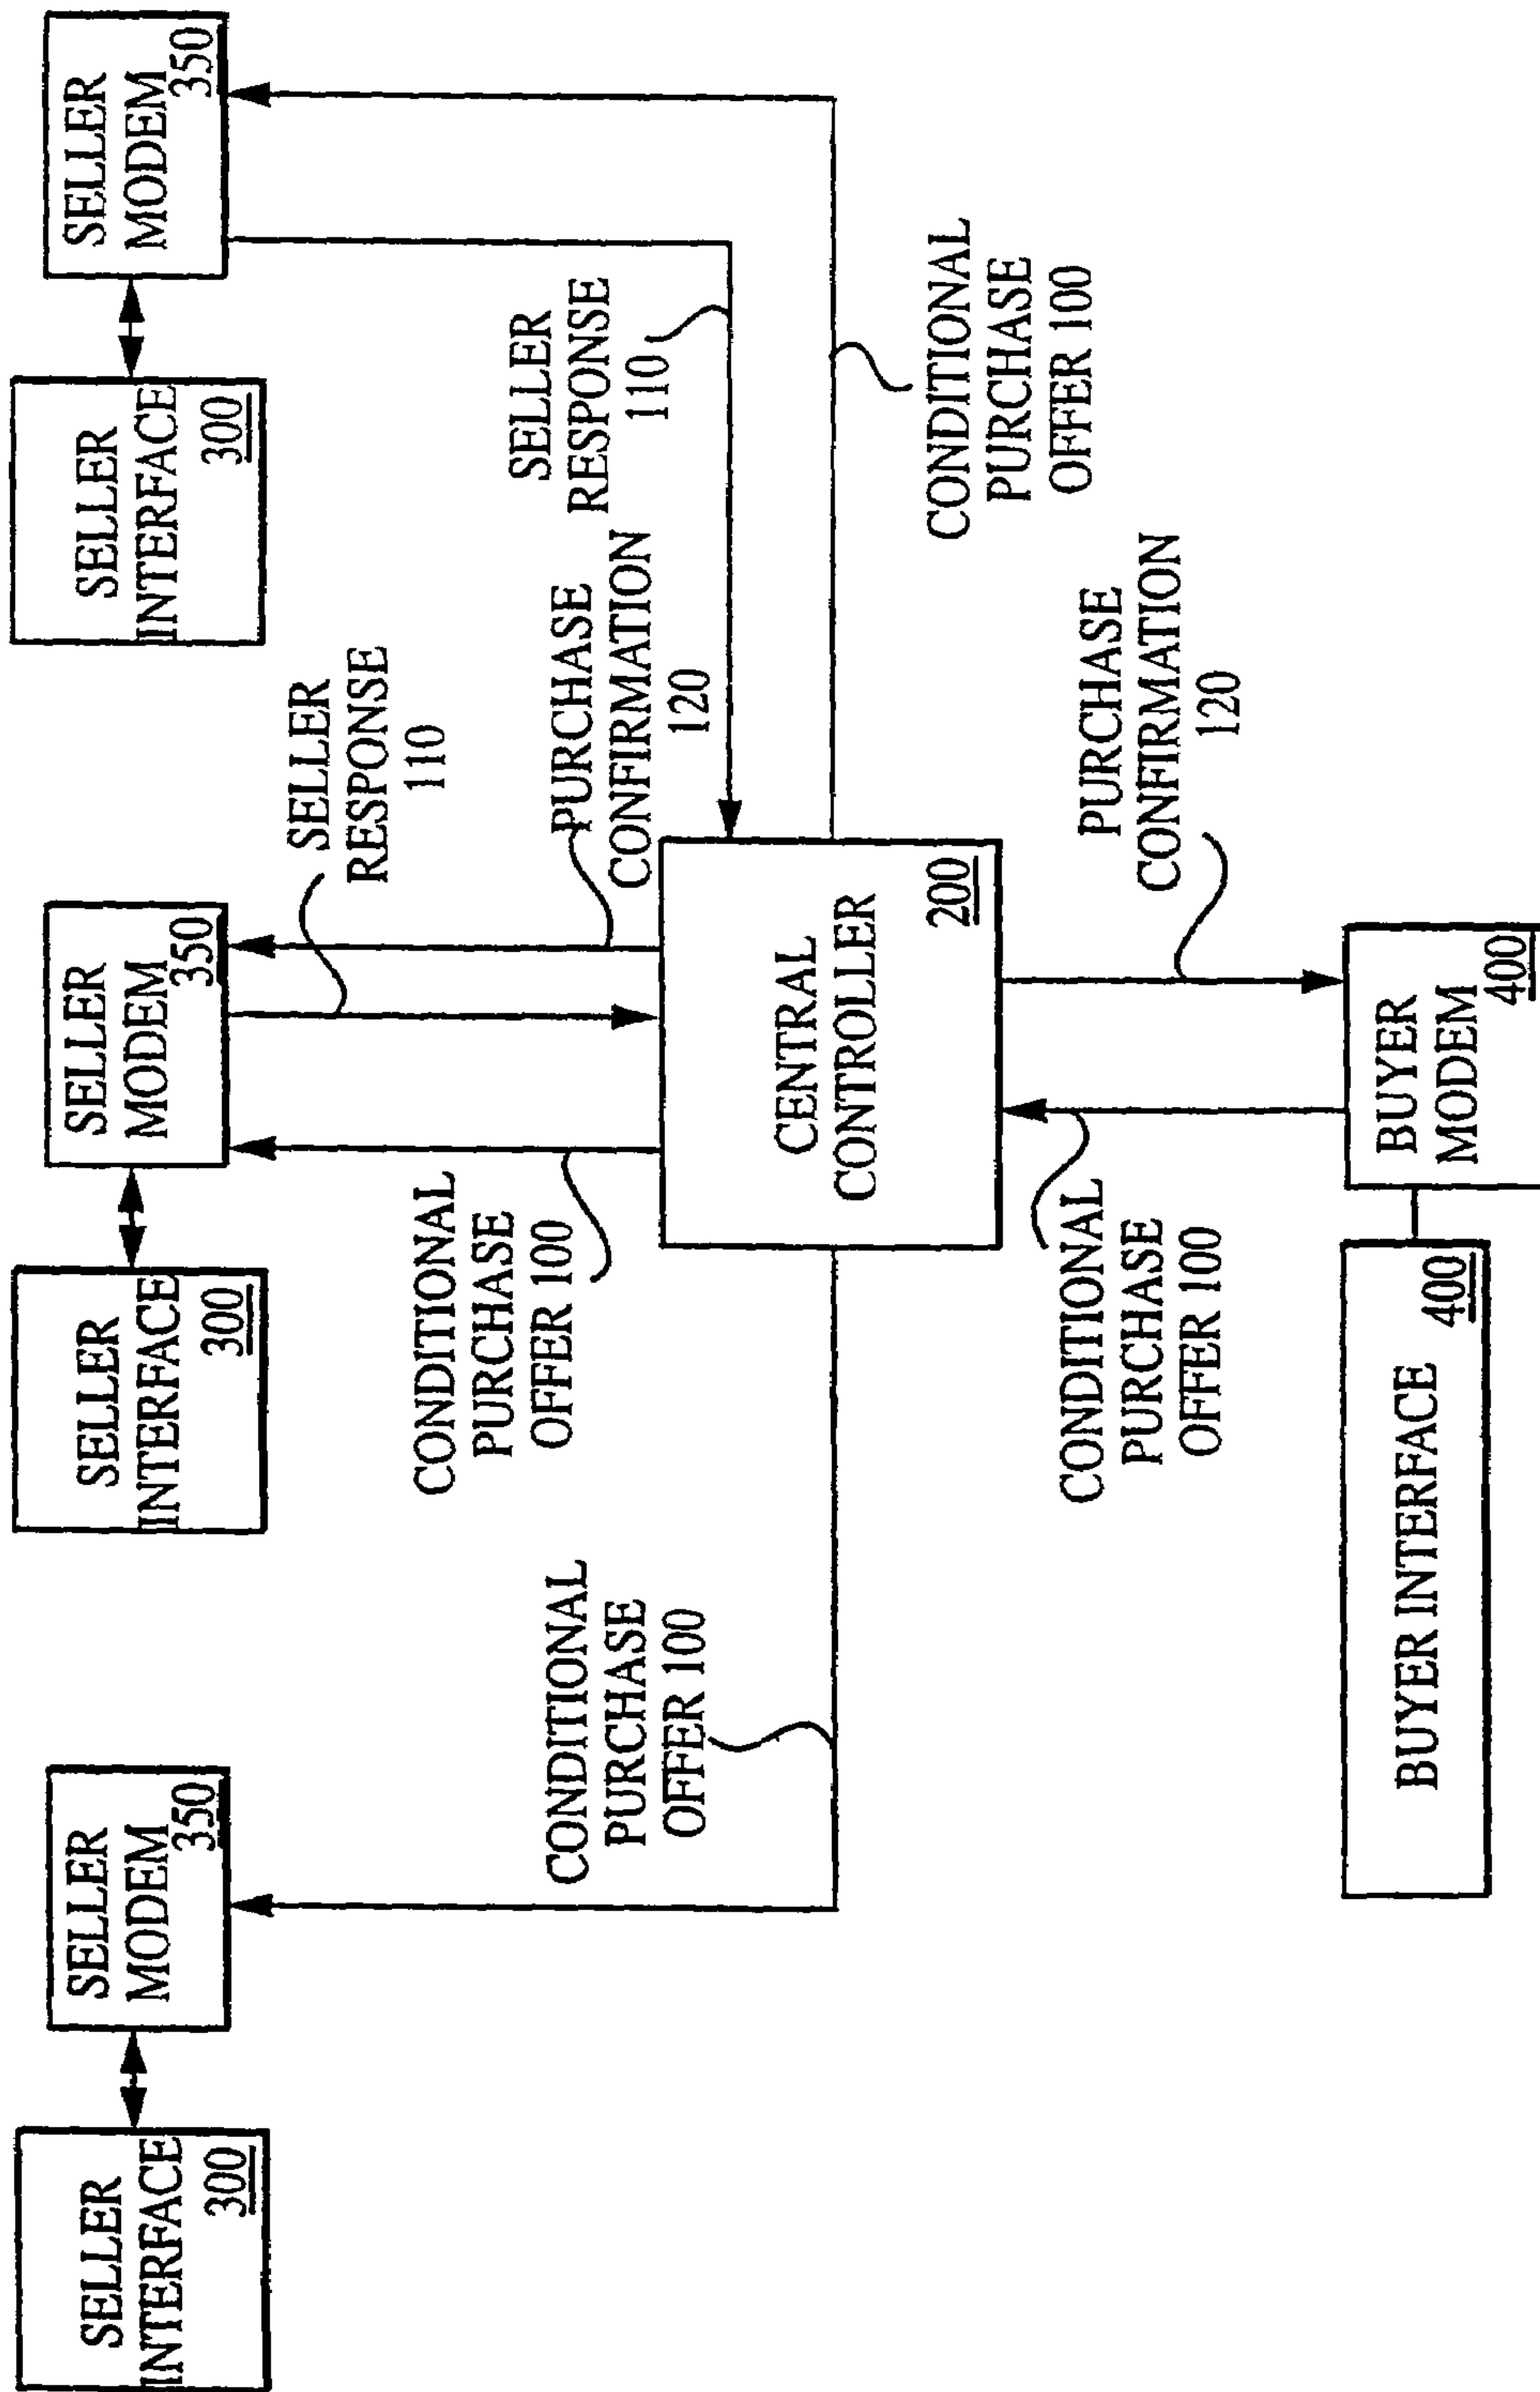 SELLER
INTERFACE
300
SELLER
MODEM
350
SELLER
INTERFACE
300
SELLER
MODEM
350
SELLER
INTERFACE
300
SELLER
MODEM
350
SELLER
RESPONSE
110
CONDITIONAL
PURCHASE
OFFER 100
SELLER
RESPONSE
110
CONDITIONAL
PURCHASE
OFFER 100
PURCHASE
CONFIRMATION
120
CENTRAL
CONTROLLER
200
CONDITIONAL
PURCHASE
OFFER 100
CONDITIONAL
PURCHASE
OFFER 100
PURCHASE
CONFIRMATION
120
BUYER INTERFACE
400
BUYER
MODEM
400